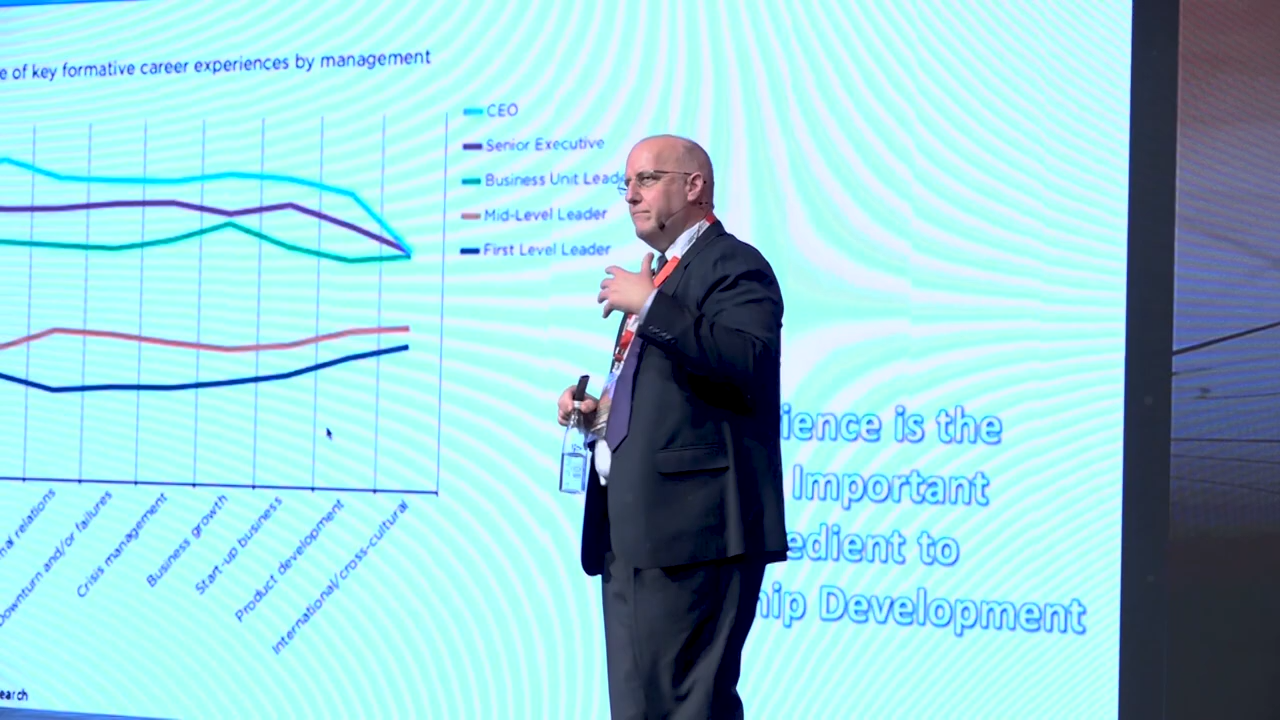 e of key formative career experiences by management
CEO
Senior Executive
Business Unit Leade
Mid-Level Leader
First Level Leader
nal relations
Downturn and/or failures
Crisis management
Business growth
Start-up business
Product development
International/cross-cultural
ience is the
Important
edient to
hip Development
earch